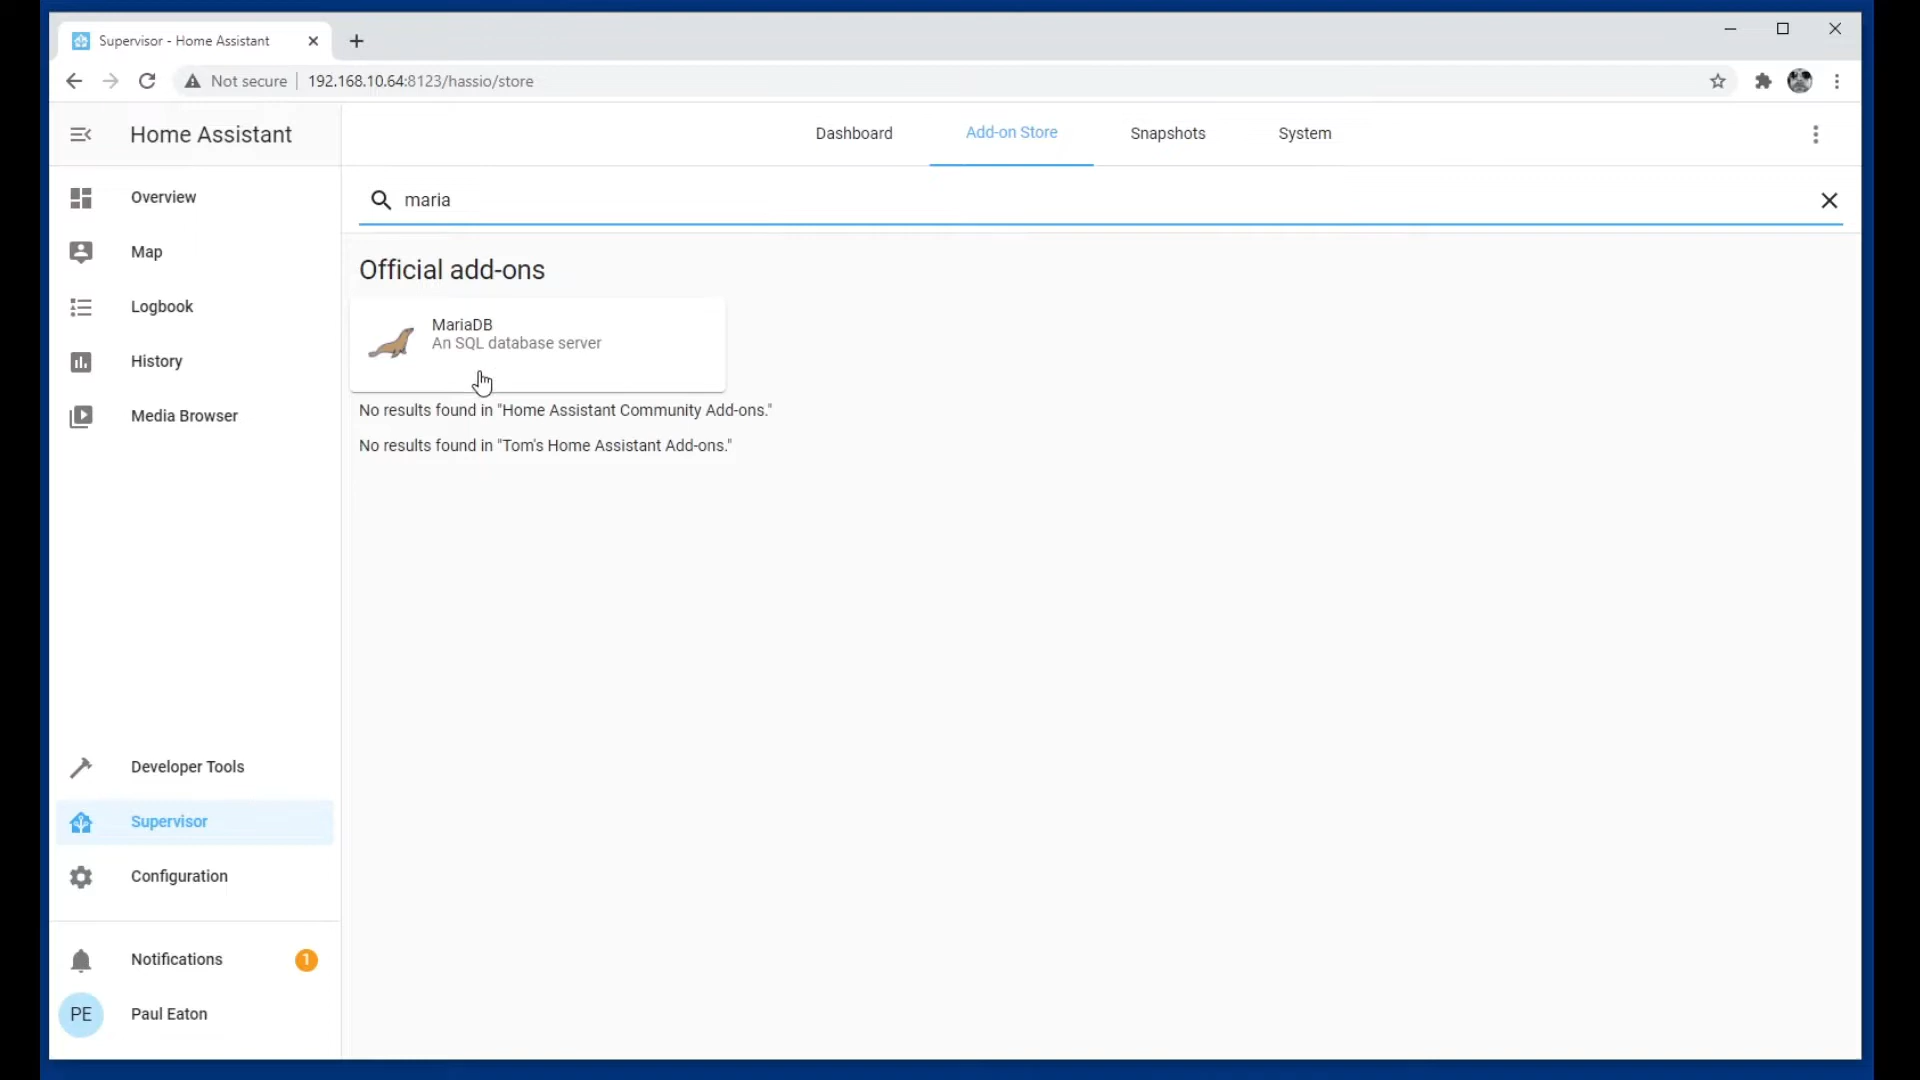 Supervisor - Home Assistant
Not secure
192.168.10.64:8123/hassio/store
Home Assistant
Dashboard
Add-on Store
Snapshots
System
maria
Overview
Map
Logbook
History
Media Browser
Official add-ons
MariaDB
An SQL database server
No results found in "Home Assistant Community Add-ons."
No results found in "Tom's Home Assistant Add-ons."
Developer Tools
Supervisor
Configuration
Notifications
1
PE
Paul Eaton